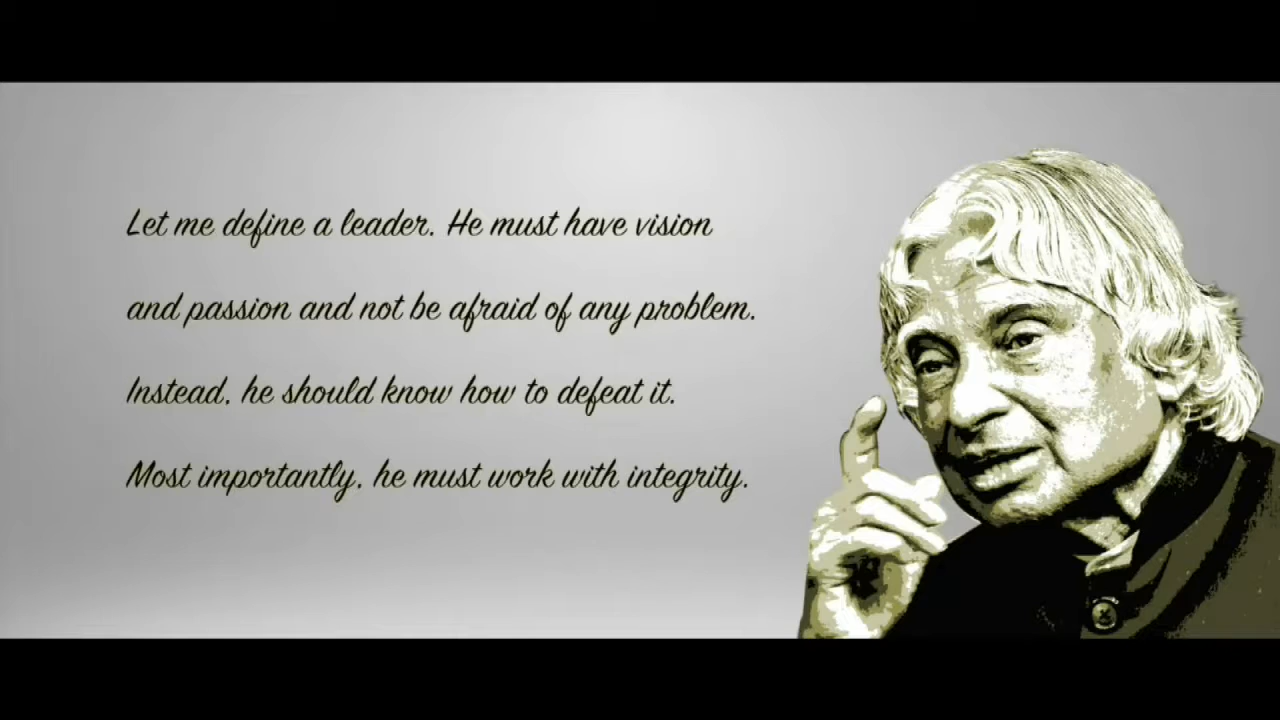 Let me define a leader. He must have vision
and passion and not be afraid of any problem.
Instead, he should know how to defeat it.
Most importantly, he must work with integrity.